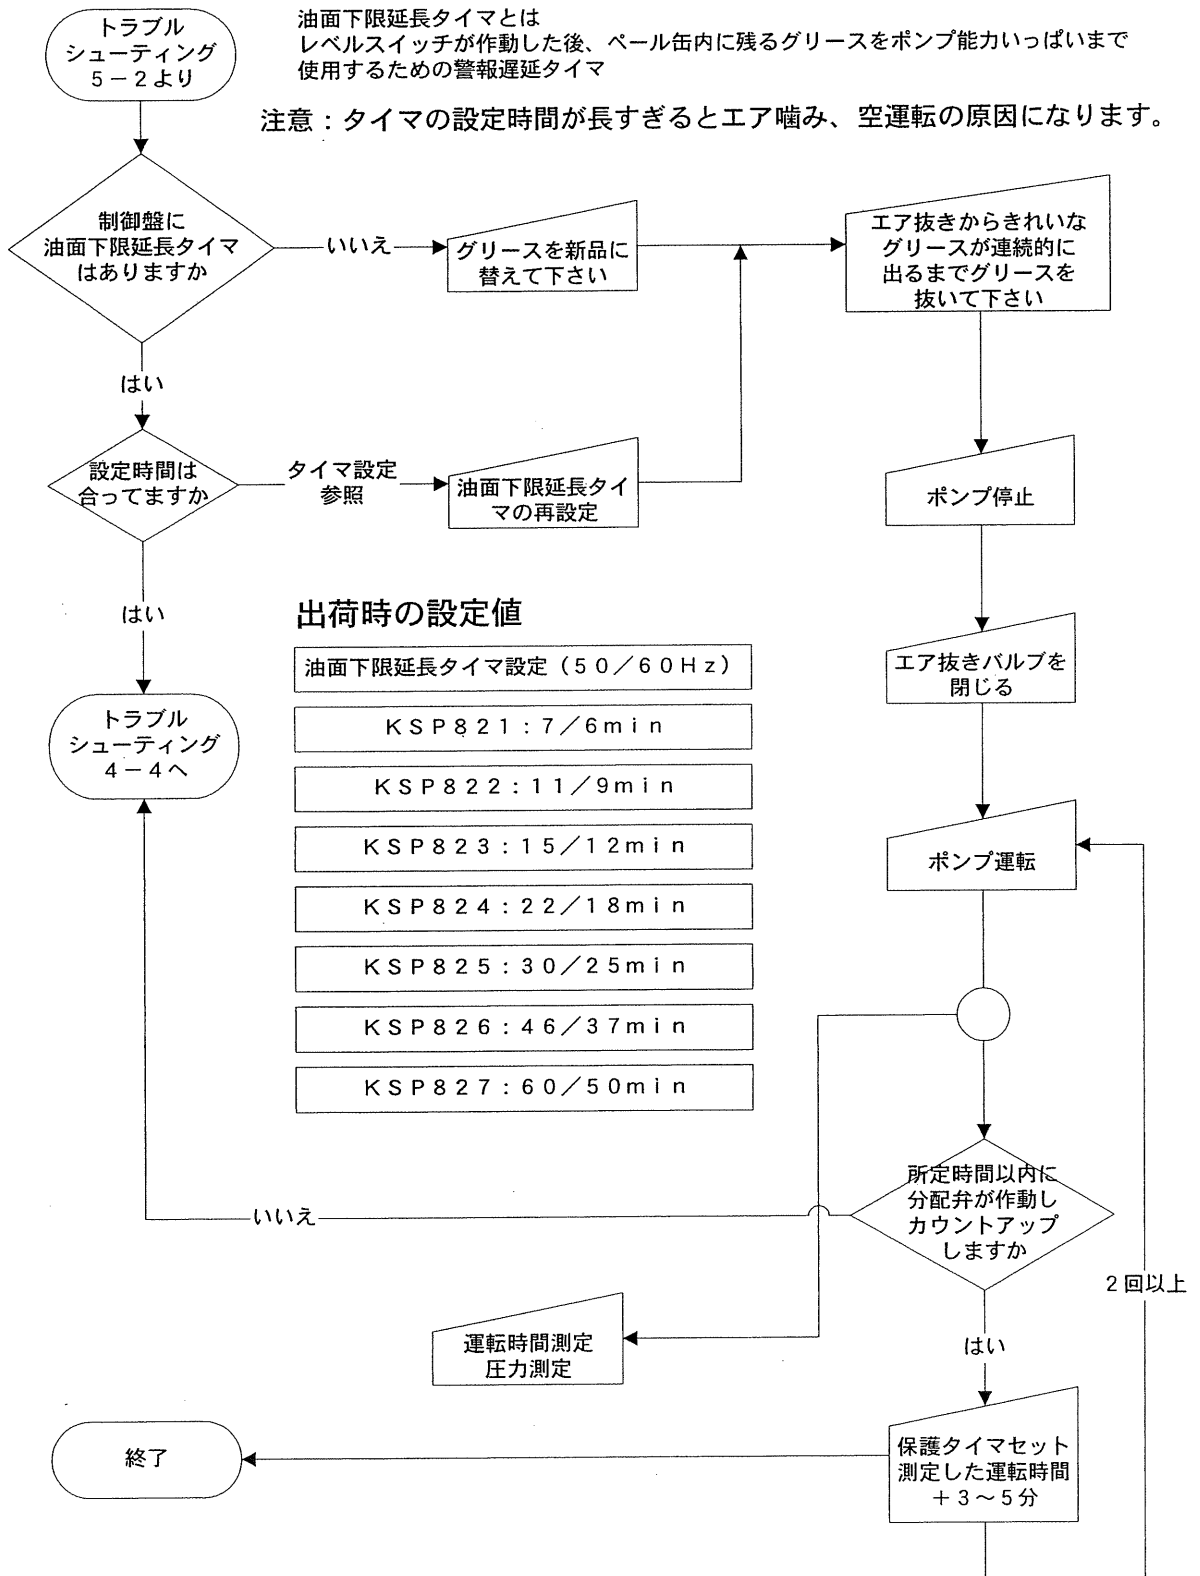 トラブル
シューティング
5－2より
油面下限延長タイマとは
レベルスイッチが作動した後、ペール缶内に残るグリースをポンプ能力いっぱいまで
使用するための警報遅延タイマ
注意：タイマの設定時間が長すぎるとエア噛み、空運転の原因になります。
制御盤に
油面下限延長タイマ
はありますか
いいえ
グリースを新品に
替えて下さい
エア抜きからきれいな
グリースが連続的に
出るまでグリースを
抜いて下さい
はい
設定時間は
合ってますか
タイマ設定
参照
油面下限延長タイ
マの再設定
ポンプ停止
はい
出荷時の設定値
油面下限延長タイマ設定（50／60Hz）
エア抜きバルブを
閉じる
トラブル
シューティング
4－4へ
KSP821：7／6min
KSP822：11／9min
KSP823：15／12min
KSP824：22／18min
KSP825：30／25min
KSP826：46／37min
KSP827：60／50min
ポンプ運転
所定時間以内に
分配弁が作動し
カウントアップ
しますか
いいえ
2回以上
運転時間測定
圧力測定
はい
終了
保護タイマセット
測定した運転時間
＋3～5分